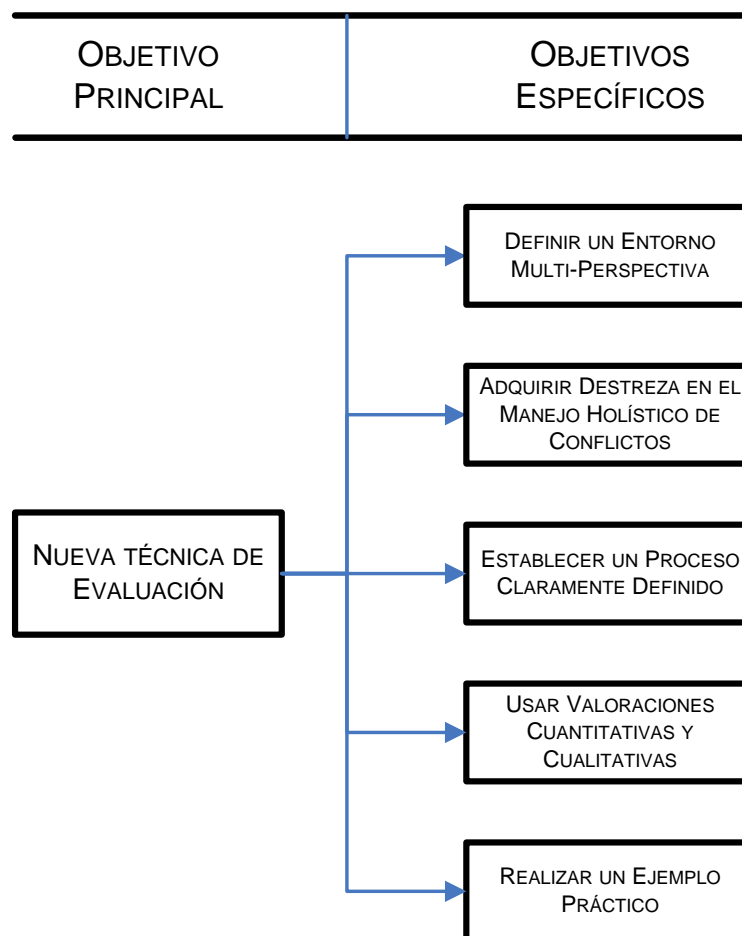 OBJETIVO
PRINCIPAL
OBJETIVOS
ESPECÍFICOS
DEFINIR UN ENTORNO
MULTI-PERSPECTIVA
ADQUIRIR DESTREZA EN EL
MANEJO HOLÍSTICO DE
CONFLICTOS
NUEVA TÉCNICA DE
EVALUACIÓN
ESTABLECER UN PROCESO
CLARAMENTE DEFINIDO
USAR VALORACIONES
CUANTITATIVAS Y
CUALITATIVAS
REALIZAR UN EJEMPLO
PRÁCTICO